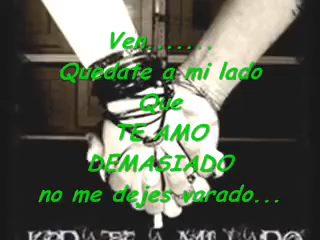 Ven.......
Quedate a mi lado
Que
TE AMO
DEMASIADO
no me dejes varado...